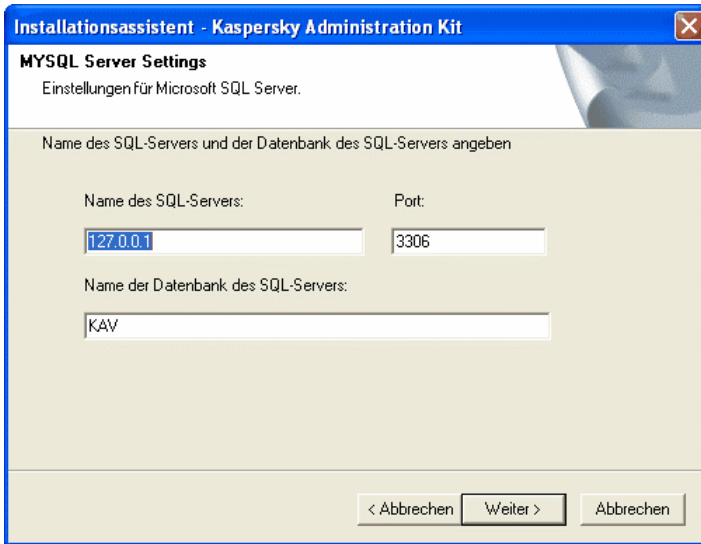 Installationsassistent - Kaspersky Administration Kit
MYSQL Server Settings
Einstellungen für Microsoft SQL Server.
Name des SQL-Servers und der Datenbank des SQL-Servers angeben
Name des SQL-Servers: Port:
127.0.0.1 3306
Name der Datenbank des SQL-Servers:
KAV
< Abbrechen Weiter > Abbrechen